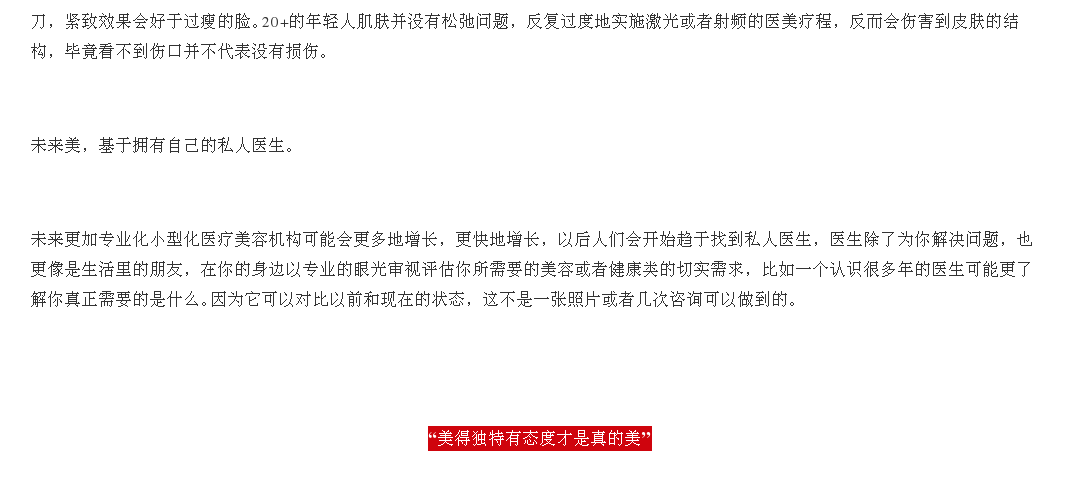 刀，紧致效果会好于过瘦的脸。20+的年轻人肌肤并没有松弛问题，反复过度地实施激光或者射频的医美疗程，反而会伤害到皮肤的结
构，毕竟看不到伤口并不代表没有损伤。
未来美，基于拥有自己的私人医生。
未来更加专业化小型化医疗美容机构可能会更多地增长，更快地增长，以后人们会开始趋于找到私人医生，医生除了为你解决问题，也
更像是生活里的朋友，在你的身边以专业的眼光审视评估你所需要的美容或者健康类的切实需求，比如一个认识很多年的医生可能更了
解你真正需要的是什么。因为它可以对比以前和现在的状态，这不是一张照片或者几次咨询可以做到的。
“美得独特有态度才是真的美”